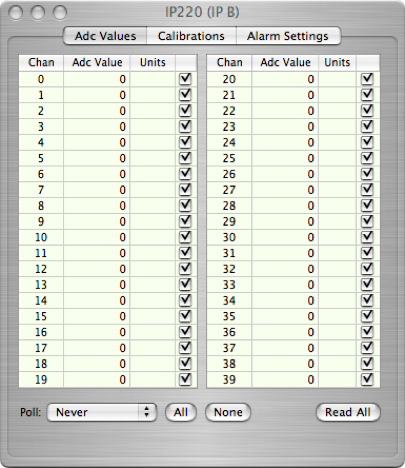 IP220 (IP B)
Adc Values Calibrations Alarm Settings
Chan Adc Value Units Chan Adc Value Units
0 0 20 0
1 0 21 0
2 0 22 0
3 0 23 0
4 0 24 0
5 0 25 0
6 0 26 0
7 0 27 0
8 0 28 0
9 0 29 0
10 0 30 0
11 0 31 0
12 0 32 0
13 0 33 0
14 0 34 0
15 0 35 0
16 0 36 0
17 0 37 0
18 0 38 0
19 0 39 0
Poll: Never All None Read All